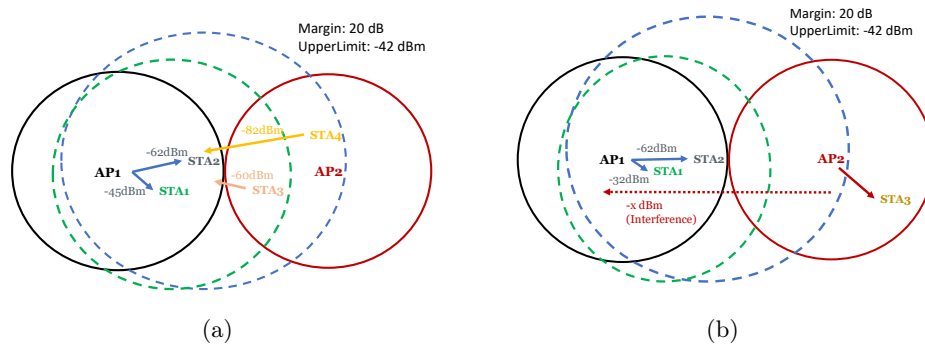 Margin: 20 dB
UpperLimit: -42 dBm
-82dBm
STA4
-62dBm
STA2
AP1
AP2
-60dBm
-45dBm
STA1
STA3
(a)
Margin: 20 dB
UpperLimit: -42 dBm
-62dBm
AP1
STA2
AP2
STA1
-32dBm
-x dBm
(Interference)
STA3
(b)